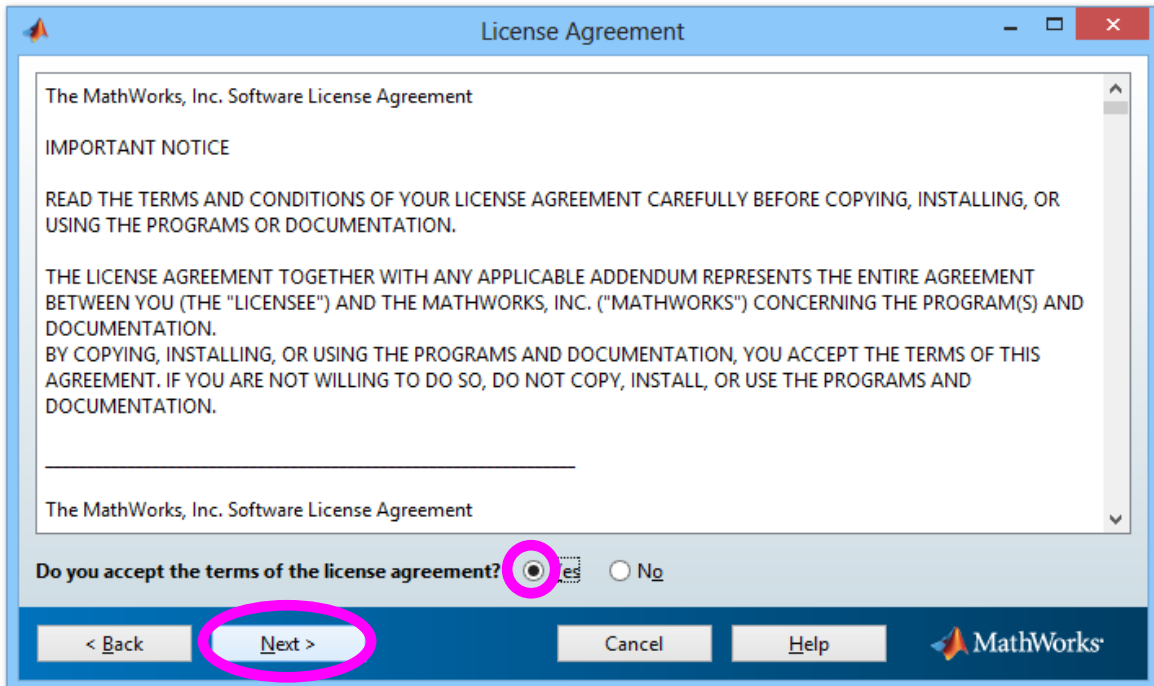 License Agreement
The MathWorks, Inc. Software License Agreement
IMPORTANT NOTICE
READ THE TERMS AND CONDITIONS OF YOUR LICENSE AGREEMENT CAREFULLY BEFORE COPYING, INSTALLING, OR
USING THE PROGRAMS OR DOCUMENTATION.
THE LICENSE AGREEMENT TOGETHER WITH ANY APPLICABLE ADDENDUM REPRESENTS THE ENTIRE AGREEMENT
BETWEEN YOU (THE "LICENSEE") AND THE MATHWORKS, INC. ("MATHWORKS") CONCERNING THE PROGRAM(S) AND
DOCUMENTATION.
BY COPYING, INSTALLING, OR USING THE PROGRAMS AND DOCUMENTATION, YOU ACCEPT THE TERMS OF THIS
AGREEMENT. IF YOU ARE NOT WILLING TO DO SO, DO NOT COPY, INSTALL, OR USE THE PROGRAMS AND
DOCUMENTATION.
The MathWorks, Inc. Software License Agreement
Do you accept the terms of the license agreement? Yes No
< Back Next > Cancel Help MathWorks